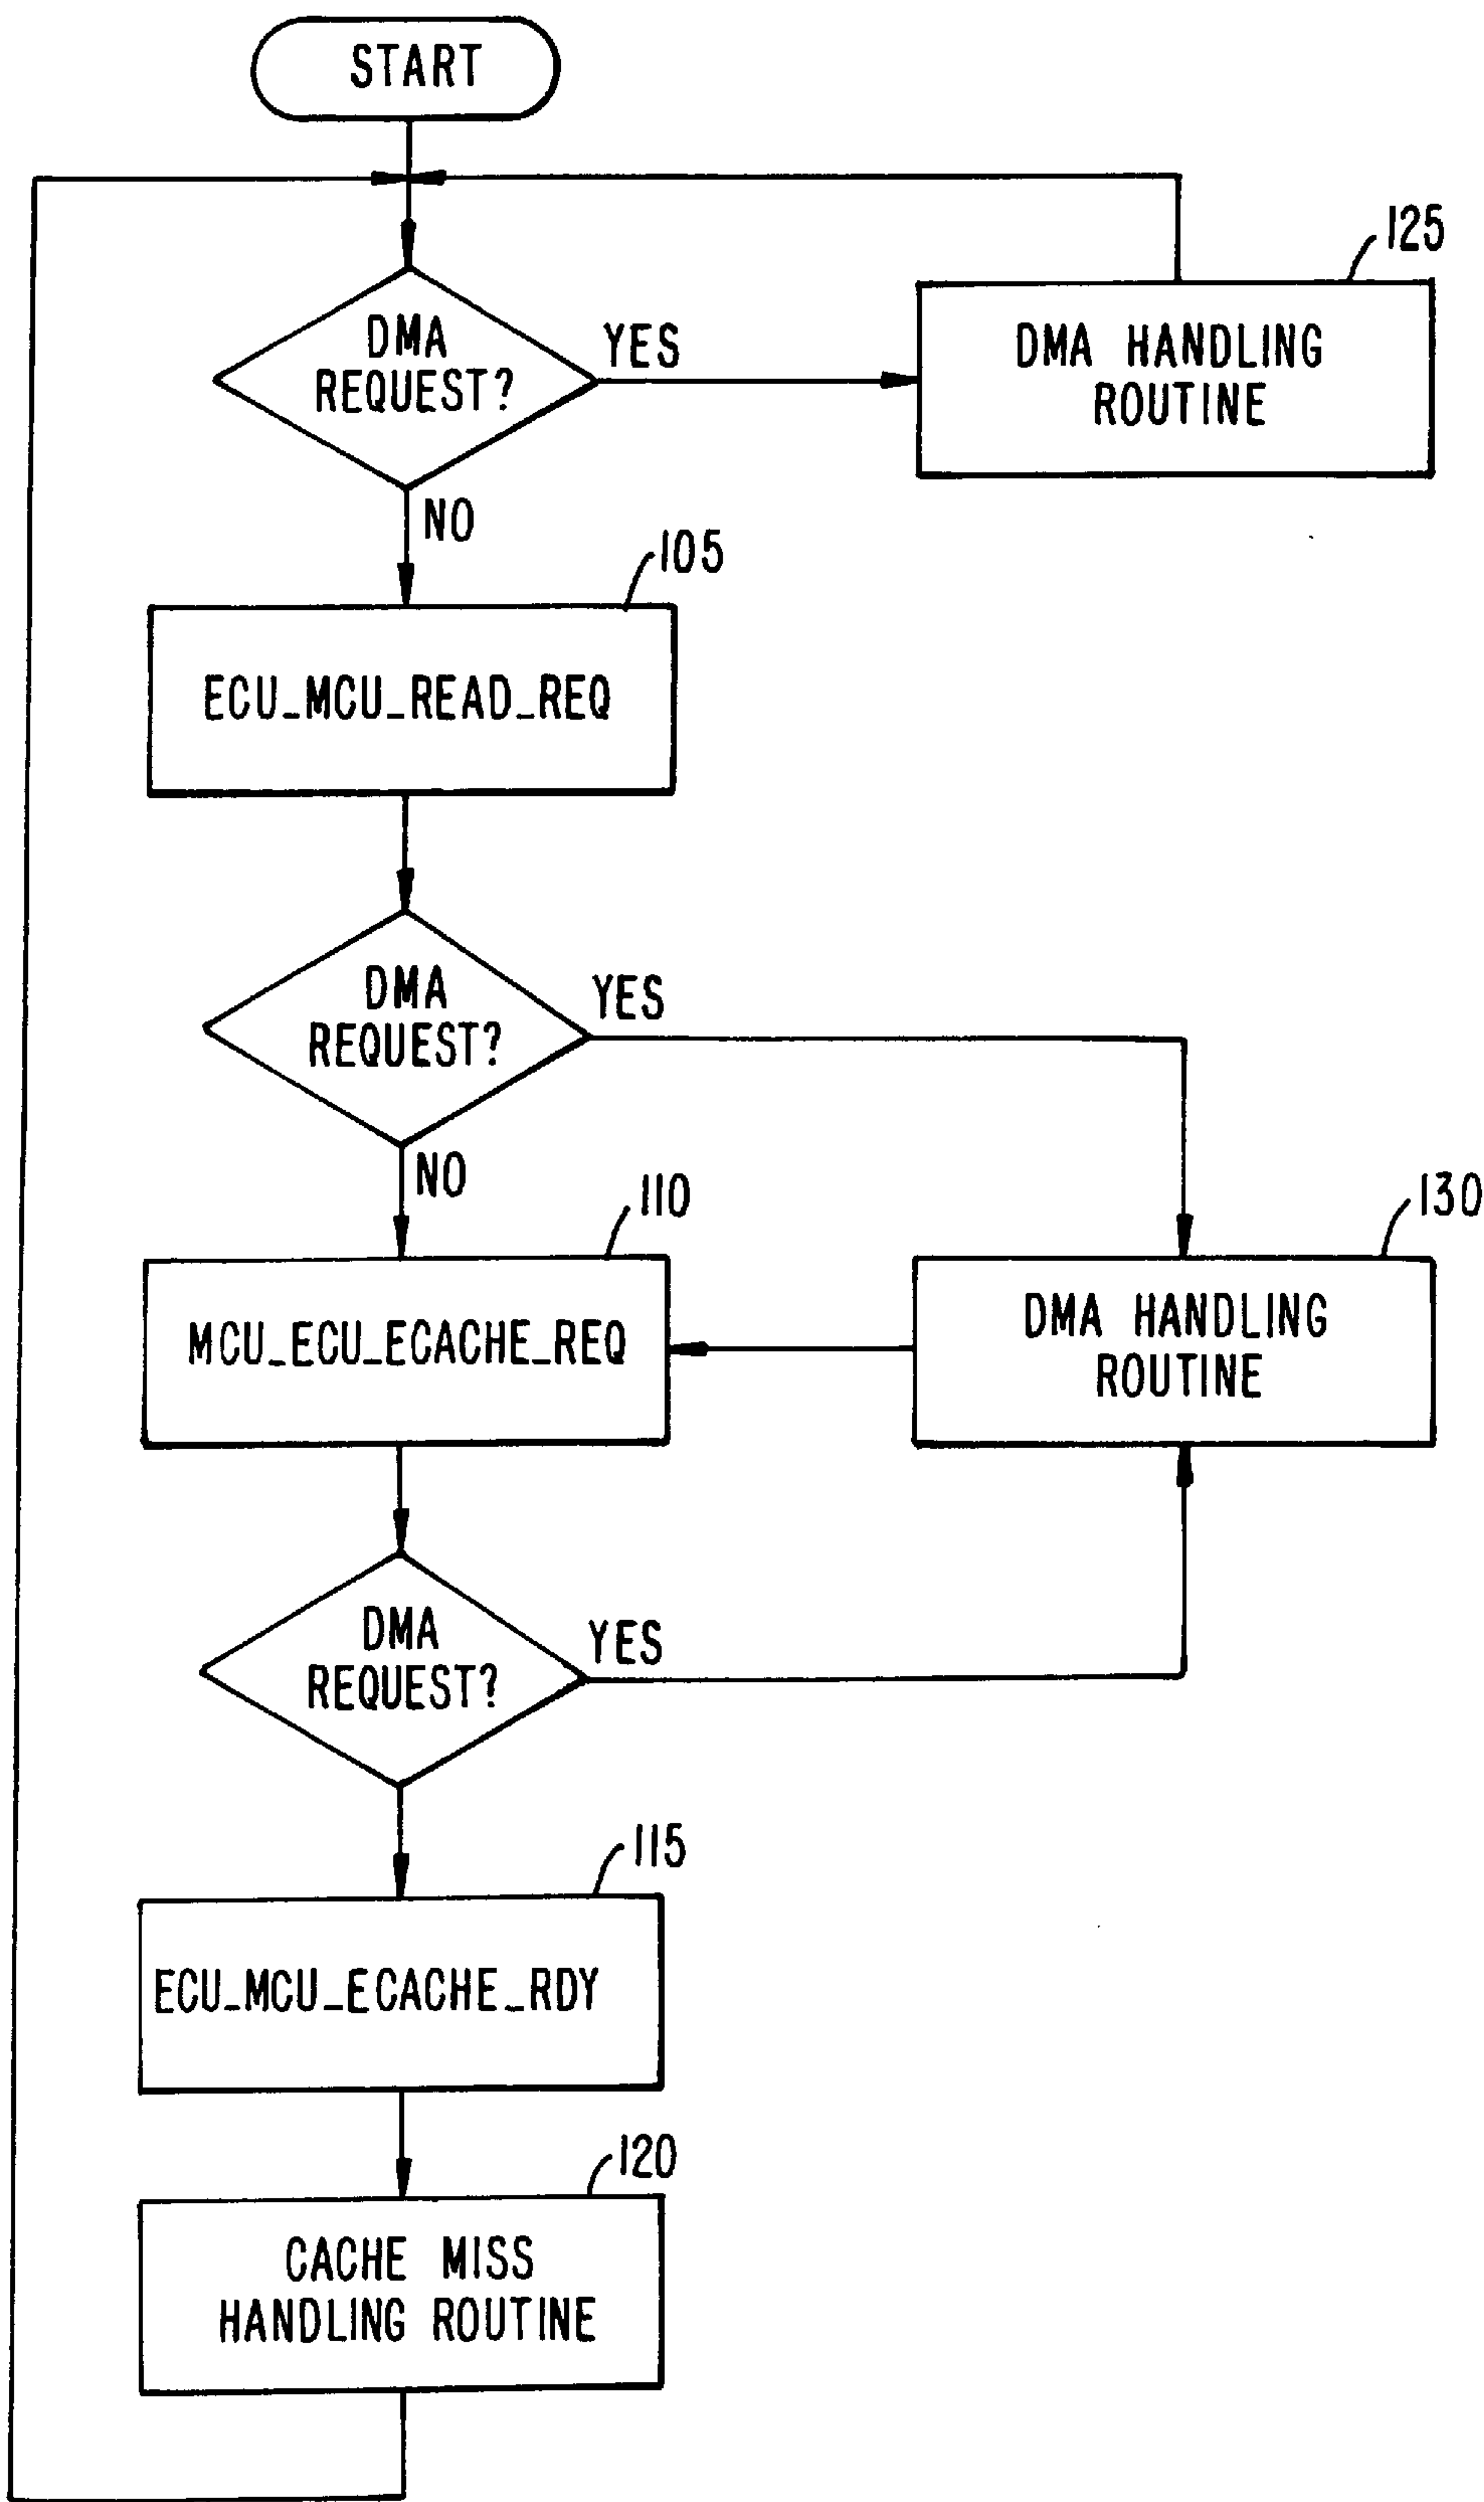 START
125
DMA
REQUEST?
YES
DMA HANDLING
ROUTINE
NO
105
ECU_MCU_READ_REQ
DMA
REQUEST?
YES
NO
110
130
MCU_ECU_ECACHE_REQ
DMA HANDLING
ROUTINE
DMA
REQUEST?
YES
115
ECU_MCU_ECACHE_RDY
120
CACHE MISS
HANDLING ROUTINE